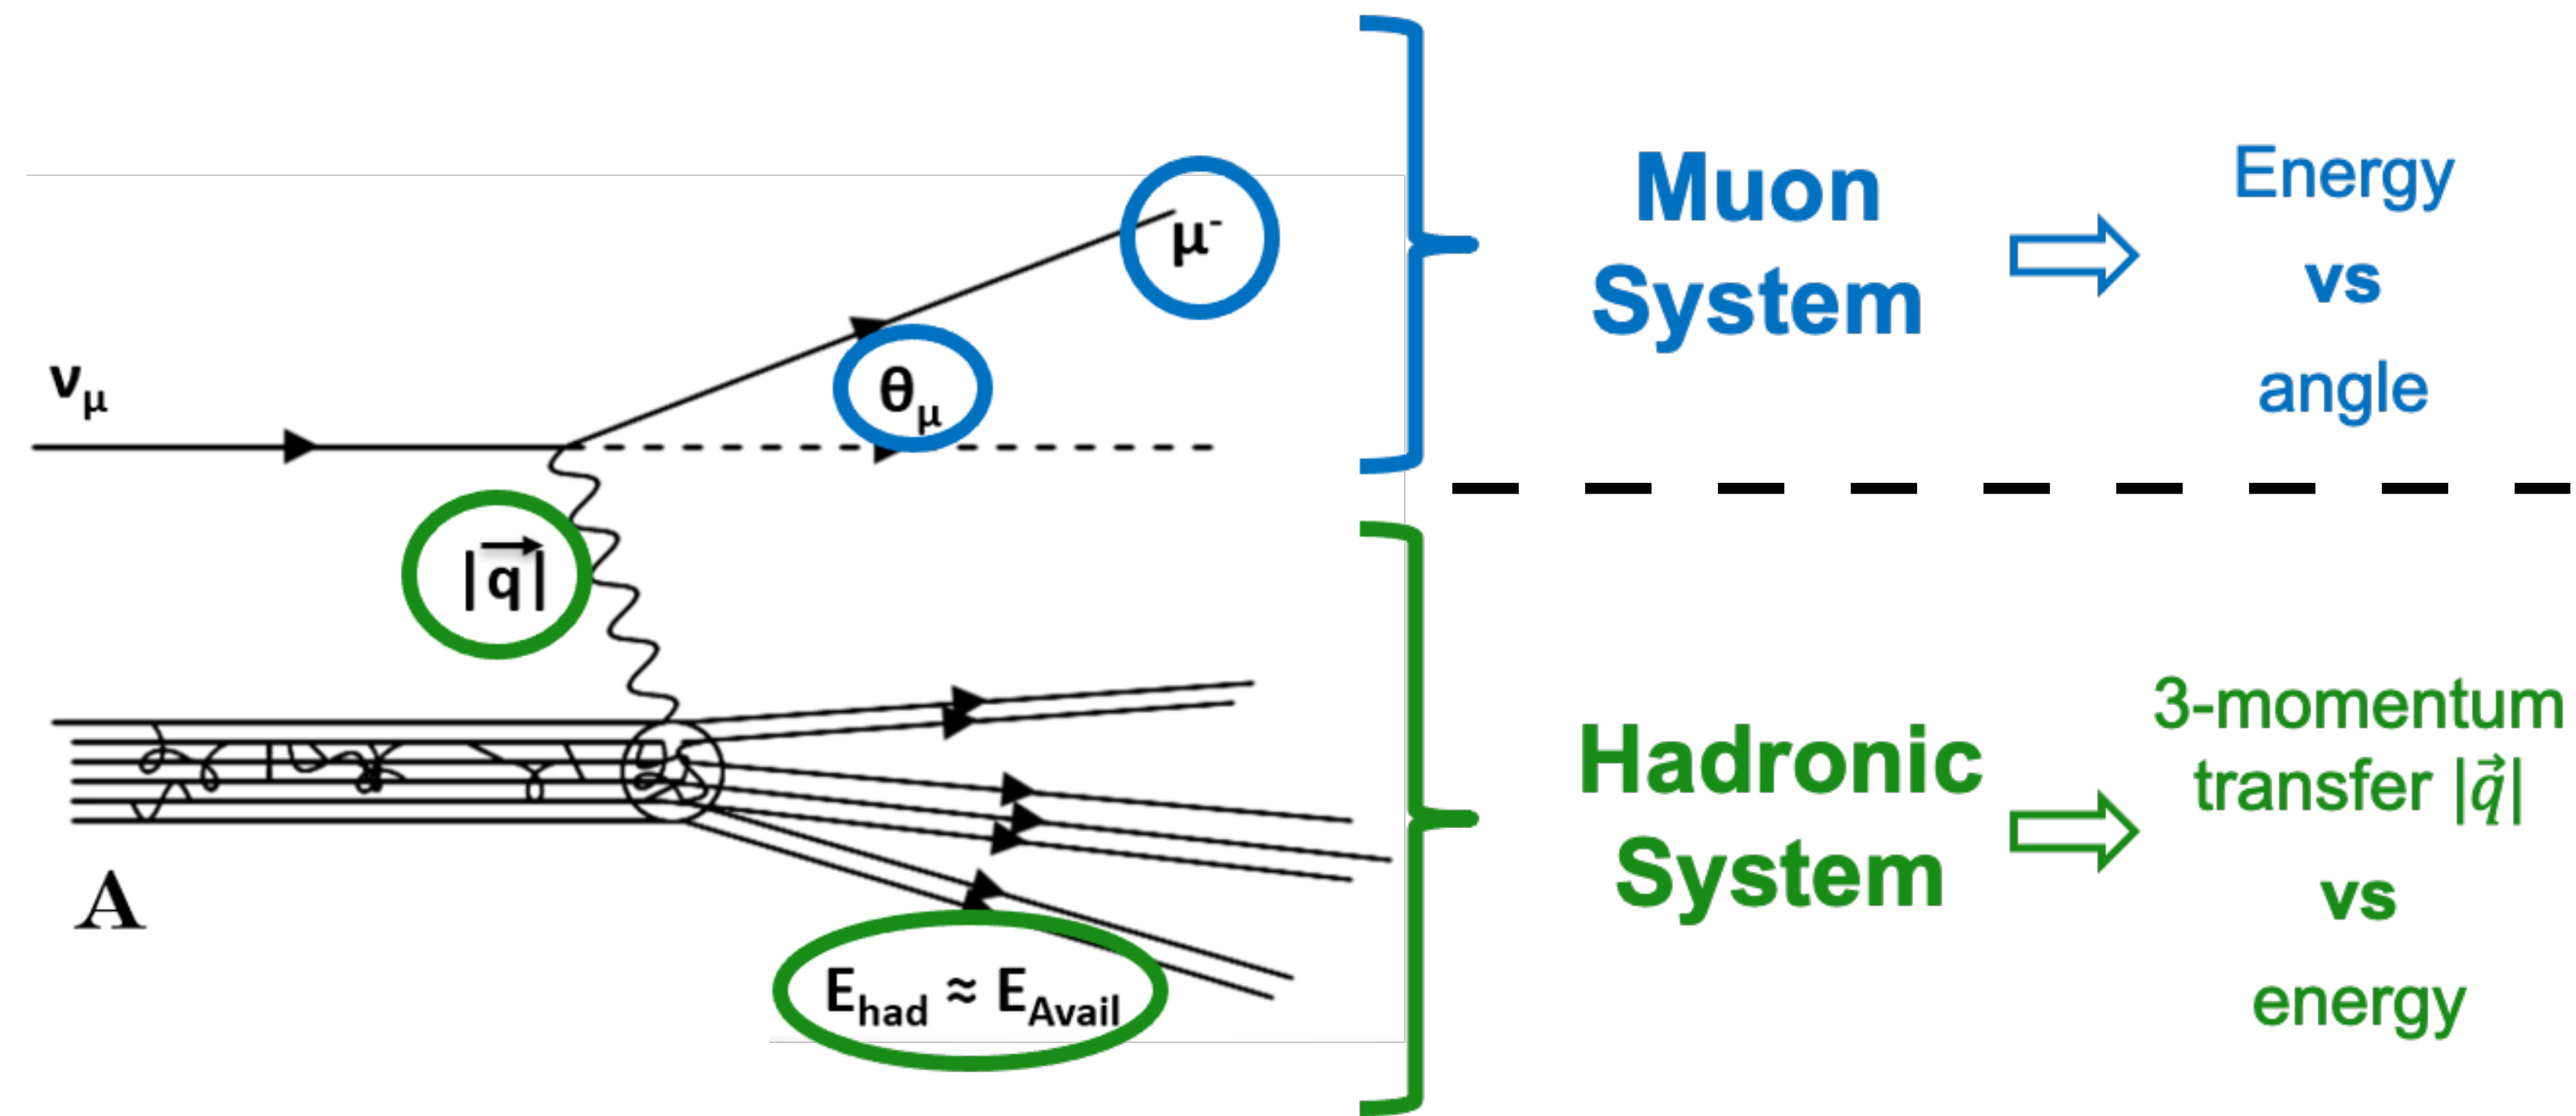 μ⁻
θμ
νμ
|q⃗|
A
Ehad ≈ EAvail
Muon
System
Energy
vs
angle
Hadronic
System
3-momentum
transfer |q⃗|
vs
energy